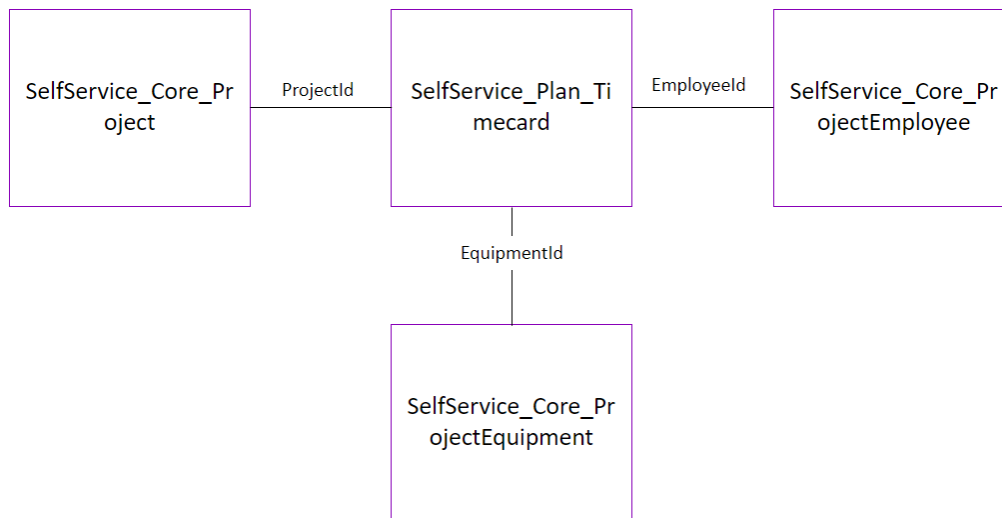 SelfService_Core_Pr
oject
ProjectId
SelfService_Plan_Ti
mecard
EmployeeId
SelfService_Core_Pr
ojectEmployee
EquipmentId
SelfService_Core_Pr
ojectEquipment